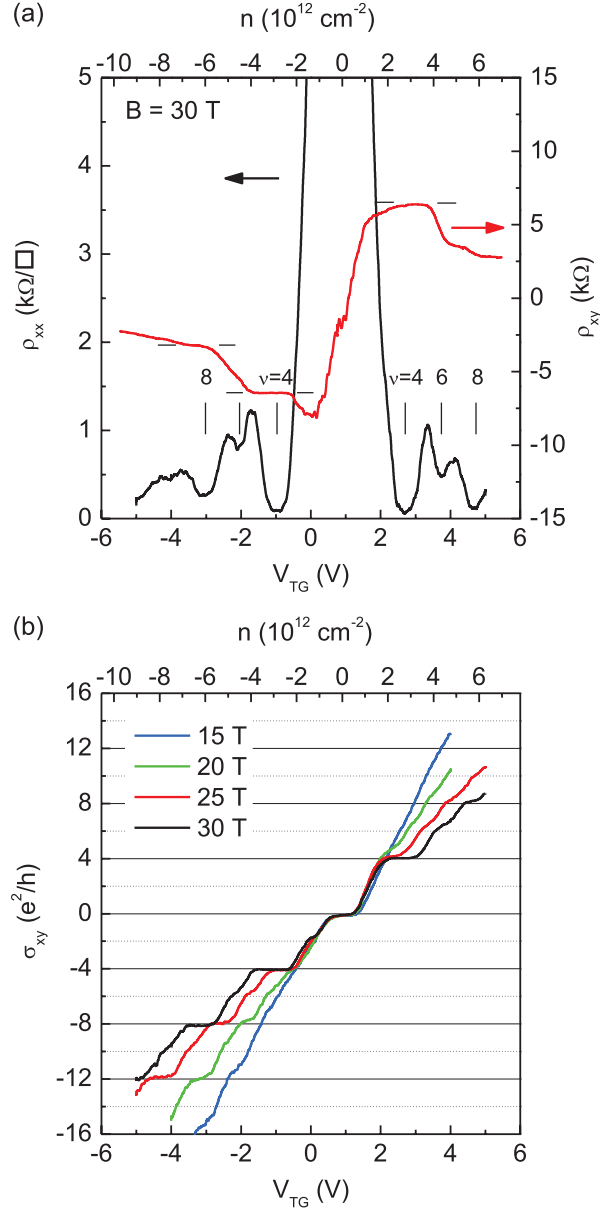 (a)
n (10^12 cm^-2)
-10 -8 -6 -4 -2 0 2 4 6
5 15
B = 30 T
4 10
3 5
ρxx (kΩ/□)
ρxy (kΩ)
0
2
-5
8 ν=4 ν=4 6 8
1
-10
0 -15
-6 -4 -2 0 2 4 6
VTG (V)
(b)
n (10^12 cm^-2)
-10 -8 -6 -4 -2 0 2 4 6
16
15 T
12
20 T
25 T
8
30 T
4
σxy (e^2/h)
0
-4
-8
-12
-16
-6 -4 -2 0 2 4 6
VTG (V)